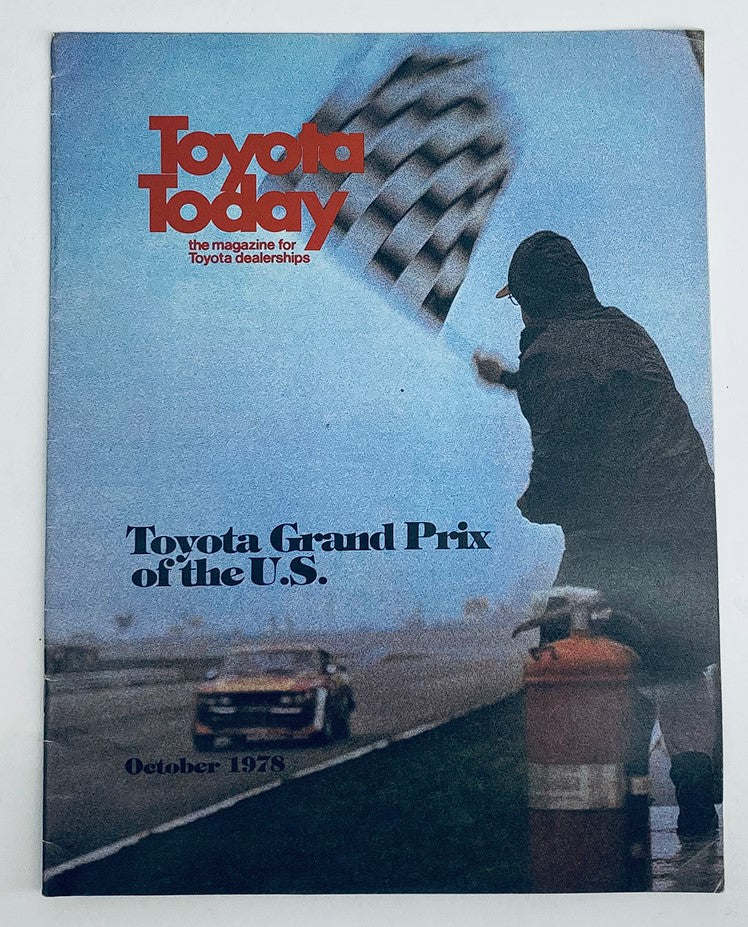 Toyota
Today
the magazine for
Toyota dealerships
Toyota Grand Prix
of the U.S.
October 1978